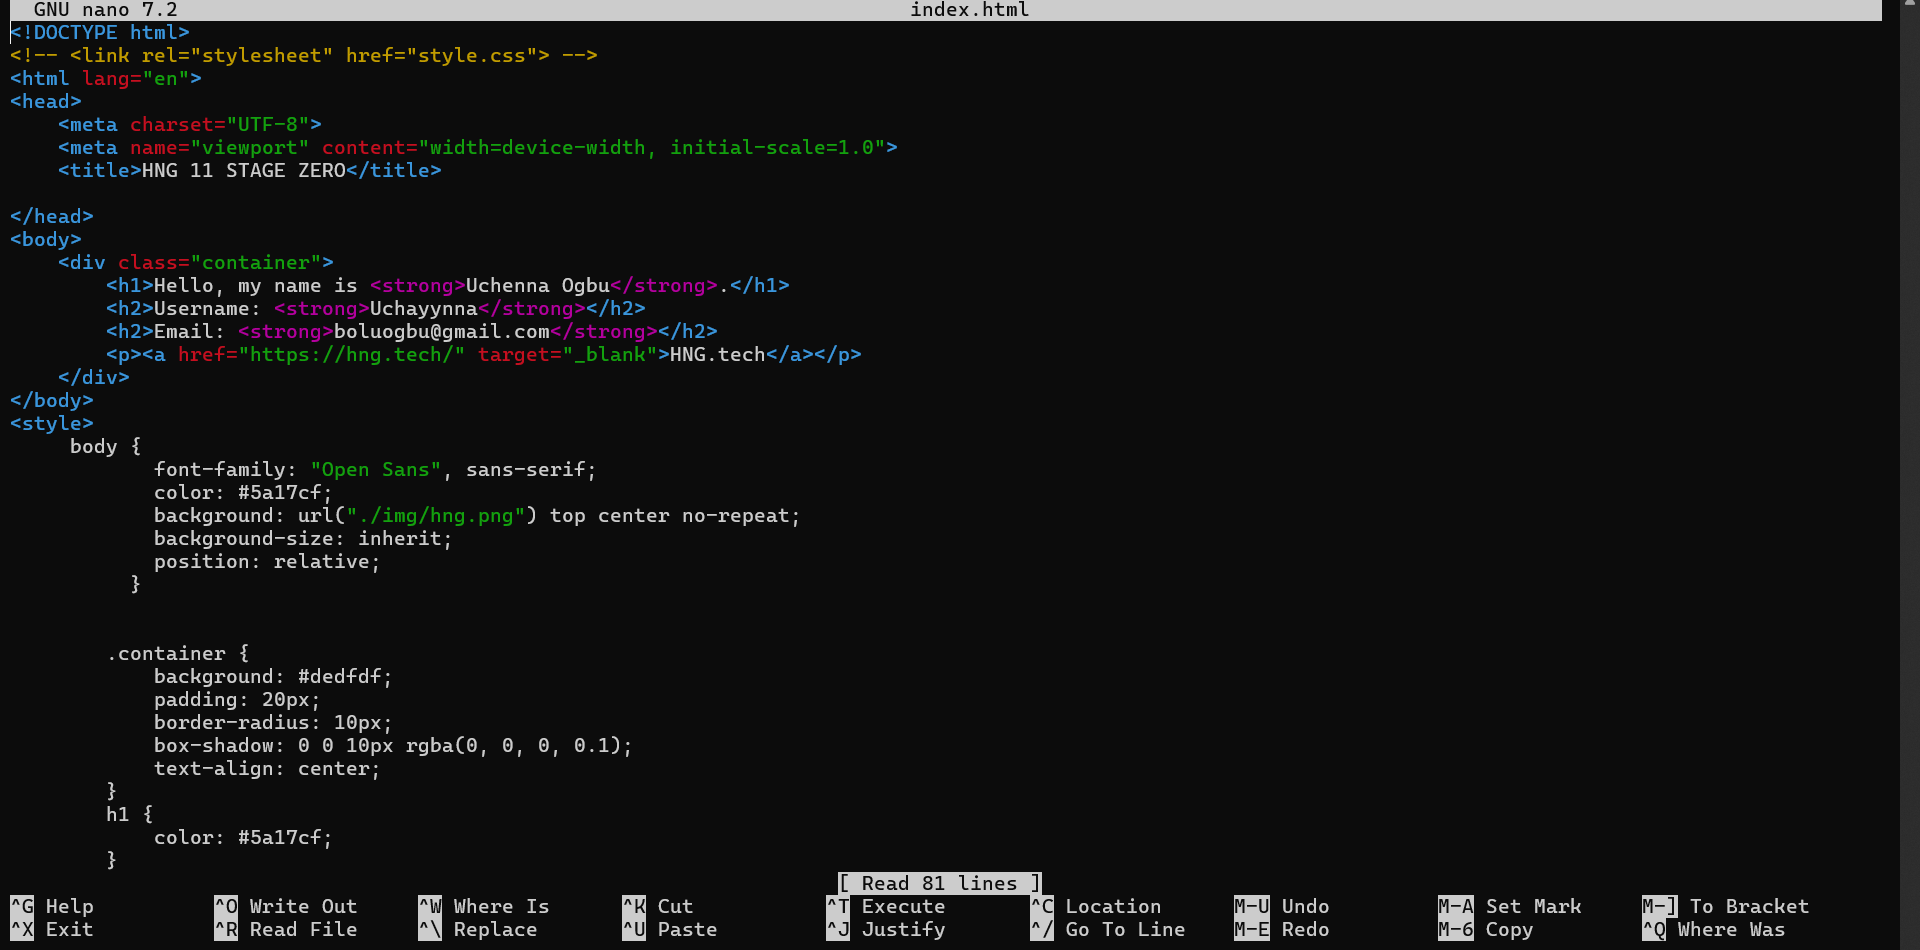 GNU nano 7.2 index.html
<!DOCTYPE html>
<!-- <link rel="stylesheet" href="style.css"> -->
<html lang="en">
<head>
    <meta charset="UTF-8">
    <meta name="viewport" content="width=device-width, initial-scale=1.0">
    <title>HNG 11 STAGE ZERO</title>
</head>
<body>
    <div class="container">
        <h1>Hello, my name is <strong>Uchenna Ogbu</strong>.</h1>
        <h2>Username: <strong>Uchayynna</strong></h2>
        <h2>Email: <strong>boluogbu@gmail.com</strong></h2>
        <p><a href="https://hng.tech/" target="_blank">HNG.tech</a></p>
    </div>
</body>
<style>
     body {
            font-family: "Open Sans", sans-serif;
            color: #5a17cf;
            background: url("./img/hng.png") top center no-repeat;
            background-size: inherit;
            position: relative;
          }
        .container {
            background: #dedfdf;
            padding: 20px;
            border-radius: 10px;
            box-shadow: 0 0 10px rgba(0, 0, 0, 0.1);
            text-align: center;
        }
        h1 {
            color: #5a17cf;
        }
[ Read 81 lines ]
^G Help ^O Write Out ^W Where Is ^K Cut ^T Execute ^C Location M-U Undo M-A Set Mark M-] To Bracket
^X Exit ^R Read File ^\ Replace ^U Paste ^J Justify ^/ Go To Line M-E Redo M-6 Copy ^Q Where Was